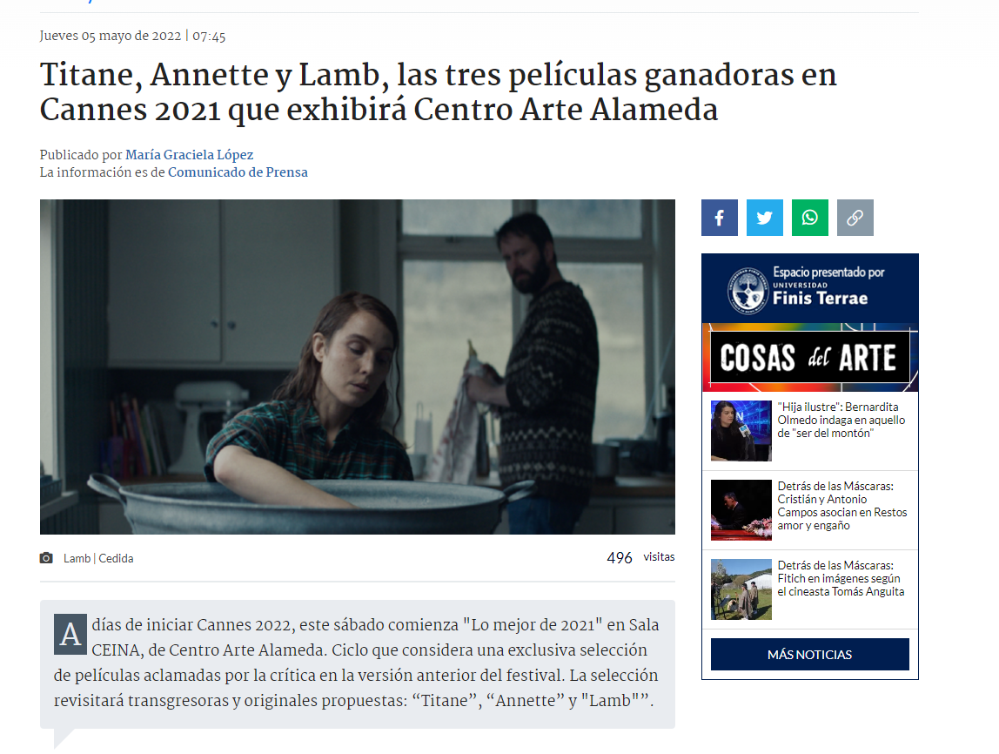 Jueves 05 mayo de 2022 | 07:45
Titane, Annette y Lamb, las tres películas ganadoras en
Cannes 2021 que exhibirá Centro Arte Alameda
Publicado por María Graciela López
La información es de Comunicado de Prensa
Lamb | Cedida
496 visitas
A días de iniciar Cannes 2022, este sábado comienza "Lo mejor de 2021" en Sala
CEINA, de Centro Arte Alameda. Ciclo que considera una exclusiva selección
de películas aclamadas por la crítica en la versión anterior del festival. La selección
revisitará transgresoras y originales propuestas: “Titane”, “Annette” y "Lamb"”.
Espacio presentado por
UNIVERSIDAD
Finis Terrae
COSAS del ARTE
"Hija ilustre": Bernardita
Olmedo indaga en aquello
de "ser del montón"
Detrás de las Máscaras:
Cristián y Antonio
Campos asocian en Restos
amor y engaño
Detrás de las Máscaras:
Fitich en imágenes según
el cineasta Tomás Anguita
MÁS NOTICIAS